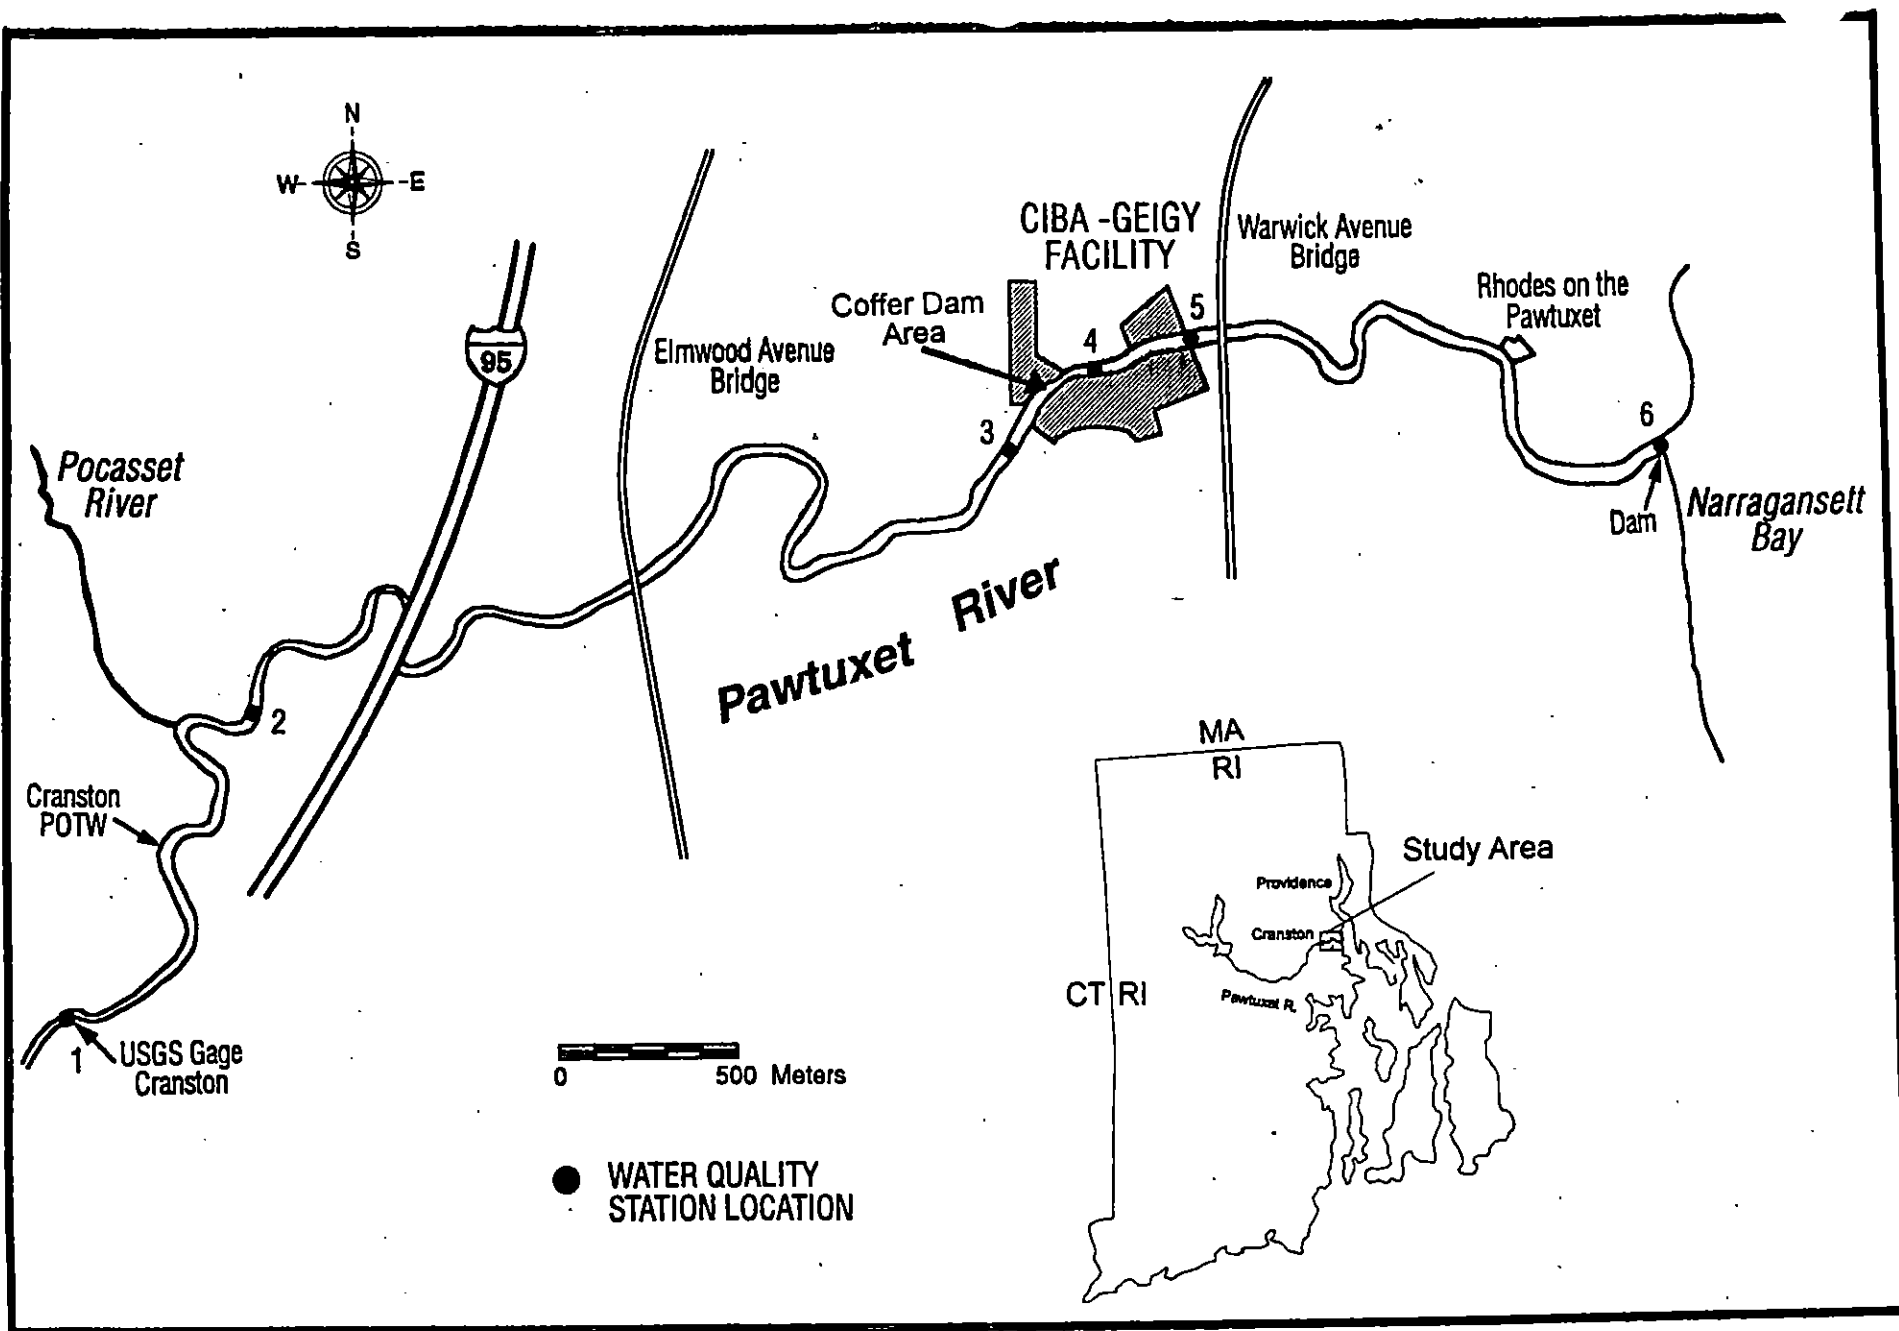 N
W
E
S
CIBA -GEIGY
FACILITY
Warwick Avenue
Bridge
Rhodes on the
Pawtuxet
Coffer Dam
Area
5
4
95
Elmwood Avenue
Bridge
3
6
Pocasset
River
Dam
Narragansett
Bay
Pawtuxet River
2
Cranston
POTW
1
USGS Gage
Cranston
0
500 Meters
WATER QUALITY
STATION LOCATION
MA
RI
Study Area
Providence
Cranston
CT RI
Pawtuxet R.